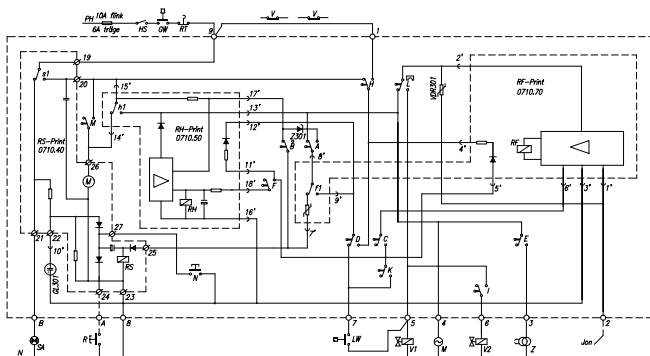 PH 10A flink
6A träge
HS GW RT
9
V V
1
19
s1
20
15'
H
L
2'
VDR301
RF-Print
0710.70
M
h1
17'
13'
12'
RS-Print
0710.40
RH-Print
0710.50
14'
Z301
B A
8'
4'
RF
26
11'
M
18'
F
f1
9'
5'
6' 3' 1'
RH
16'
7'
21 22
27
10'
25
D C
E
GL301
RS
N
K
I
24 23
B A B
7 5 4 6 3 2
N SA
R
LW
V1
M
V2
Z
Jon